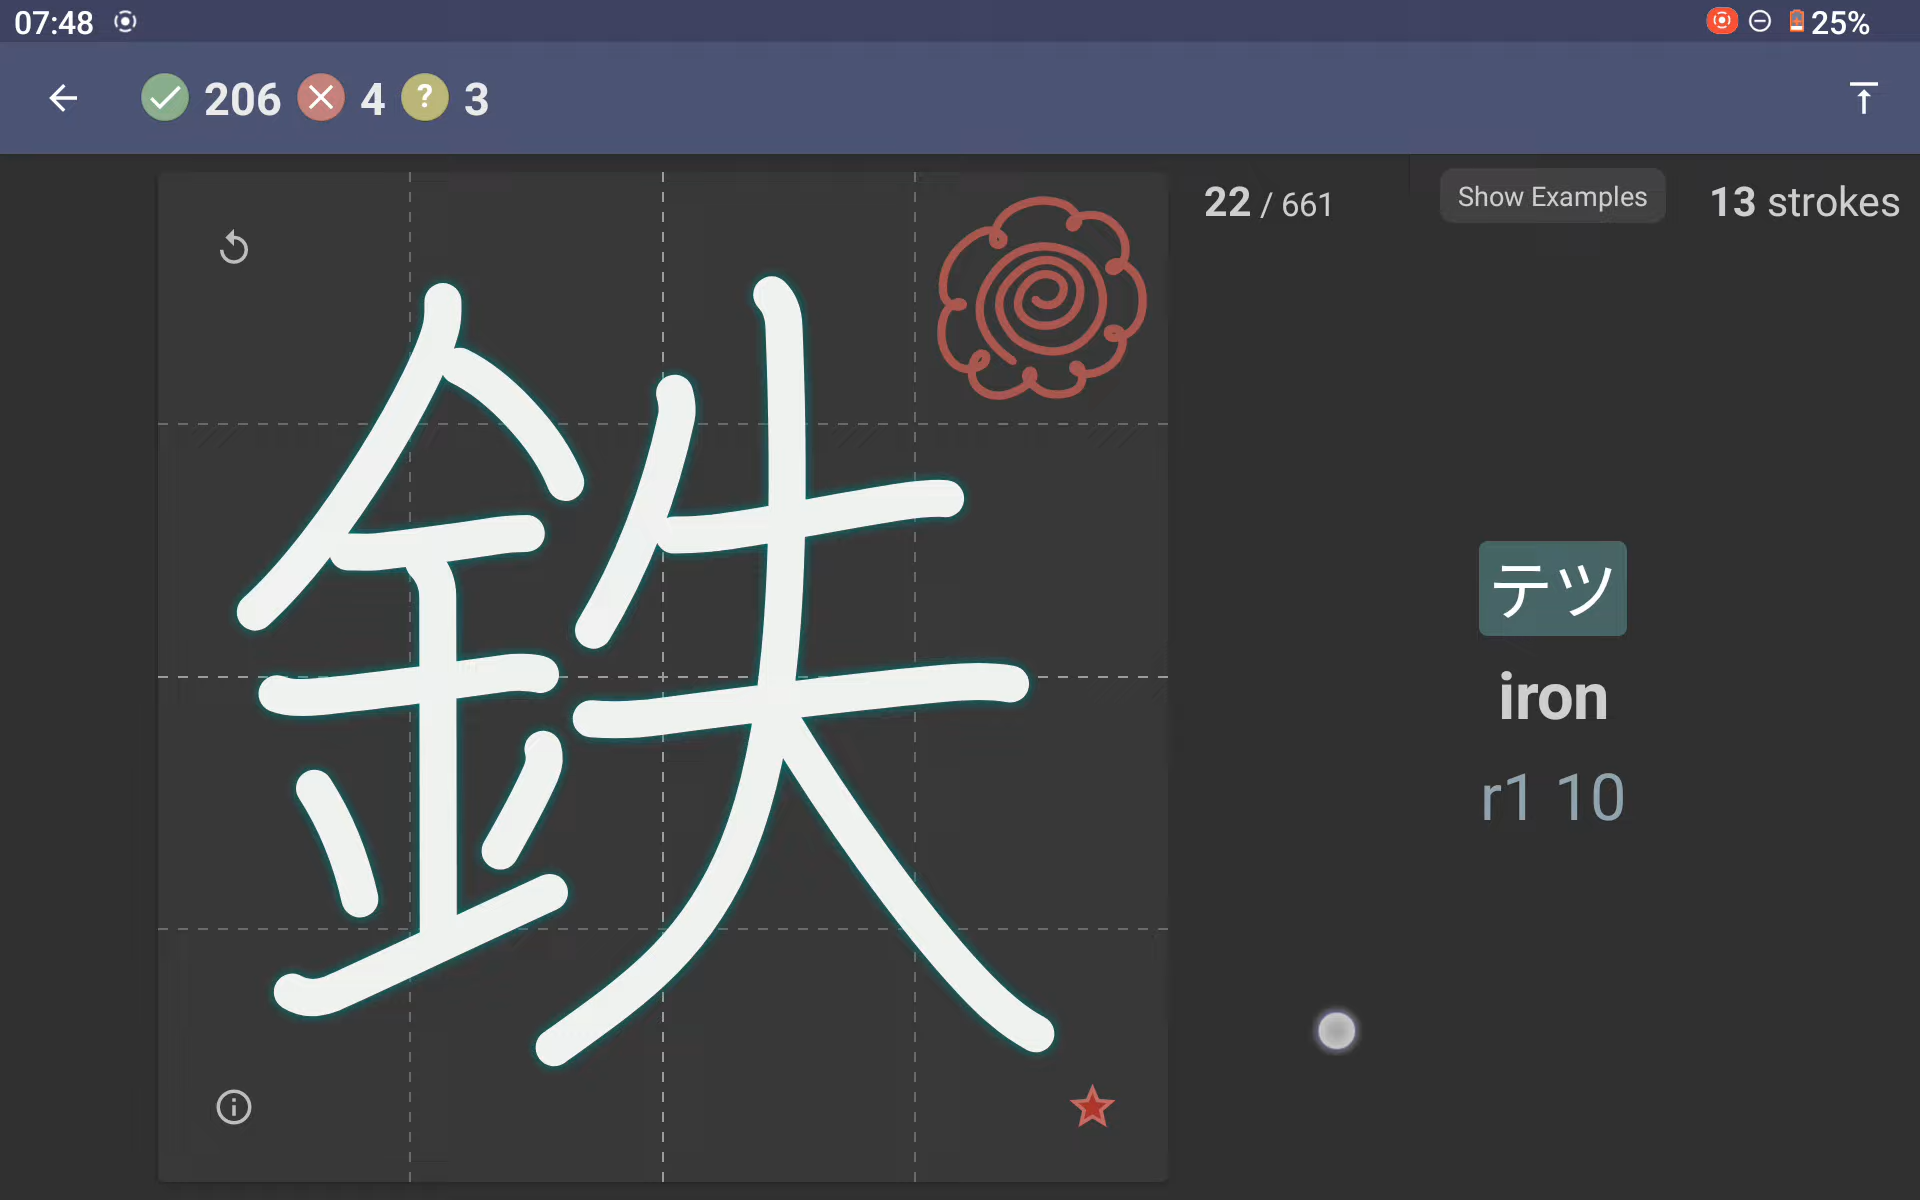 07:48 25%
206 4 ? 3
22 / 661 Show Examples 13 strokes
鉄
テツ
iron
r1 10